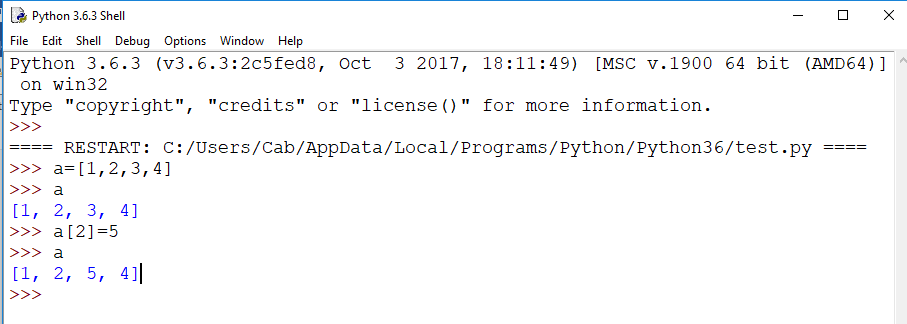 Python 3.6.3 Shell
File Edit Shell Debug Options Window Help
Python 3.6.3 (v3.6.3:2c5fed8, Oct  3 2017, 18:11:49) [MSC v.1900 64 bit (AMD64)]
 on win32
Type "copyright", "credits" or "license()" for more information.
>>>
==== RESTART: C:/Users/Cab/AppData/Local/Programs/Python/Python36/test.py ====
>>> a=[1,2,3,4]
>>> a
[1, 2, 3, 4]
>>> a[2]=5
>>> a
[1, 2, 5, 4]
>>>